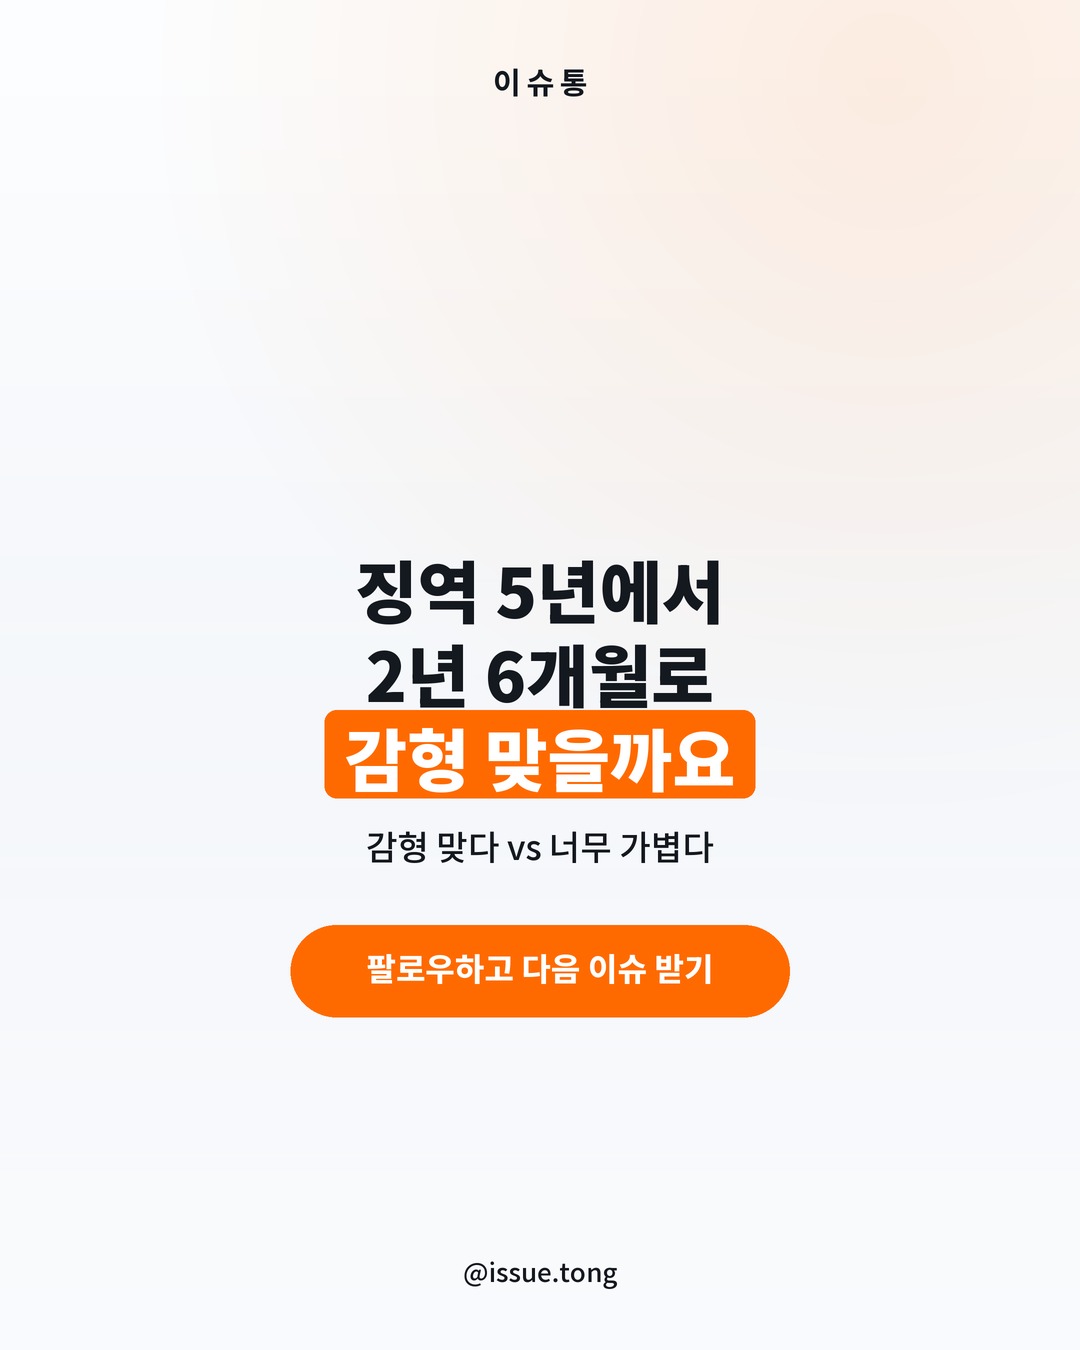 이슈통
징역 5년에서
2년 6개월로
감형 맞을까요
감형 맞다 vs 너무 가볍다
팔로우하고 다음 이슈 받기
@issue.tong